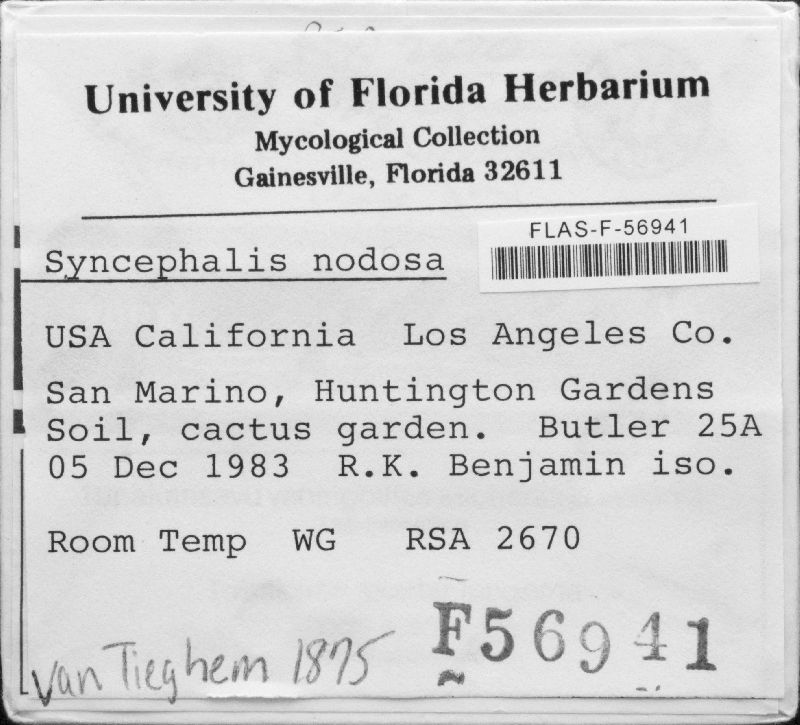 University of Florida Herbarium
Mycological Collection
Gainesville, Florida 32611
FLAS-F-56941
Syncephalis nodosa
USA California Los Angeles Co.
San Marino, Huntington Gardens
Soil, cactus garden. Butler 25A
05 Dec 1983 R.K. Benjamin iso.
Room Temp WG RSA 2670
F56941
van Tieghem 1875